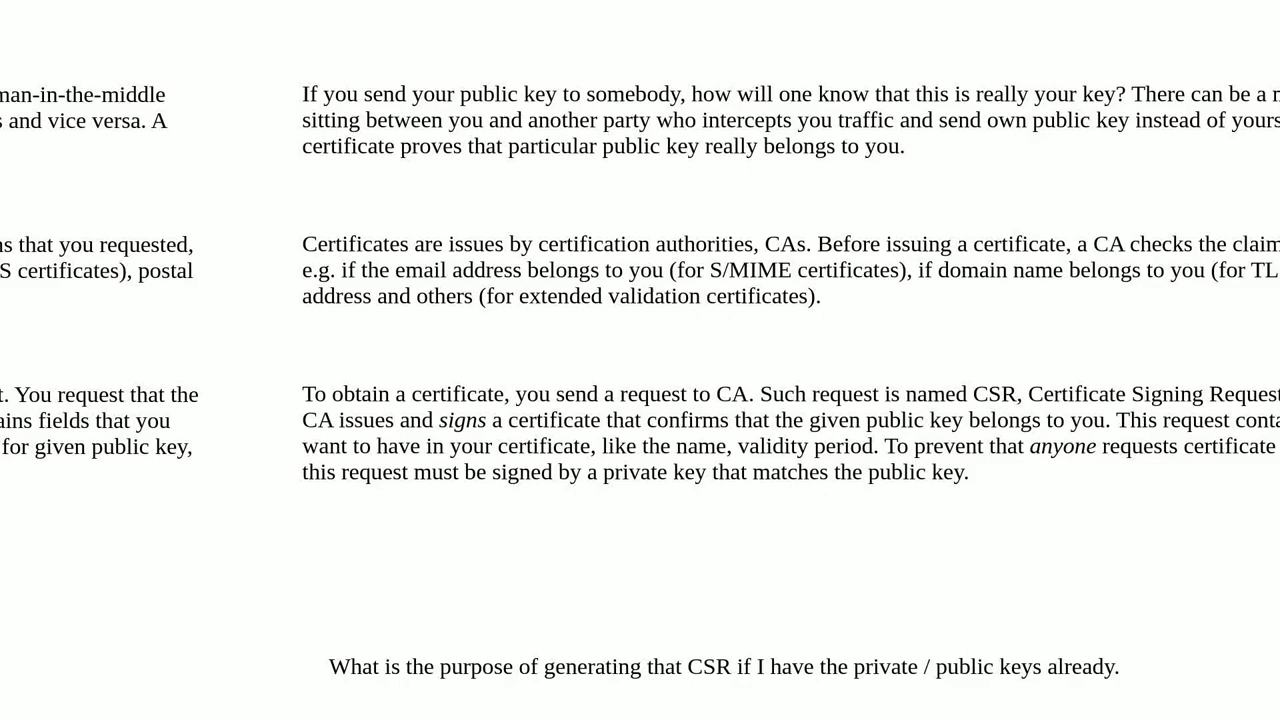 man-in-the-middle
s and vice versa. A
If you send your public key to somebody, how will one know that this is really your key? There can be a
sitting between you and another party who intercepts you traffic and send own public key instead of yours
certificate proves that particular public key really belongs to you.
that you requested,
S certificates), postal
Certificates are issues by certification authorities, CAs. Before issuing a certificate, a CA checks the claim
e.g. if the email address belongs to you (for S/MIME certificates), if domain name belongs to you (for TL
address and others (for extended validation certificates).
t. You request that the
ains fields that you
for given public key,
To obtain a certificate, you send a request to CA. Such request is named CSR, Certificate Signing Request
CA issues and signs a certificate that confirms that the given public key belongs to you. This request conta
want to have in your certificate, like the name, validity period. To prevent that anyone requests certificate
this request must be signed by a private key that matches the public key.
What is the purpose of generating that CSR if I have the private / public keys already.